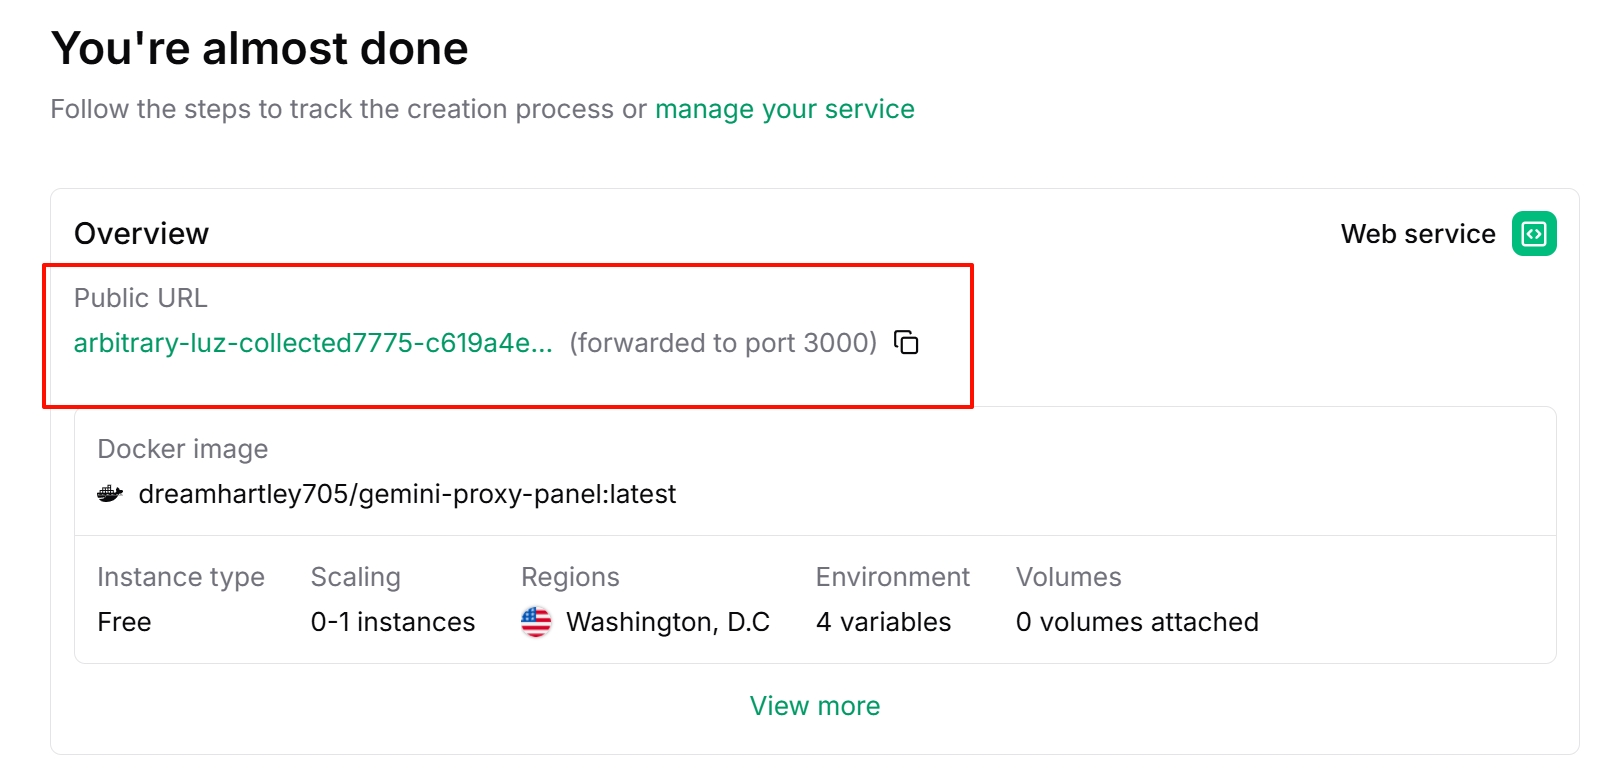 You're almost done
Follow the steps to track the creation process or manage your service
Overview
Web service
Public URL
arbitrary-luz-collected7775-c619a4e... (forwarded to port 3000)
Docker image
dreamhartley705/gemini-proxy-panel:latest
Instance type
Scaling
Regions
Environment
Volumes
Free
0-1 instances
Washington, D.C
4 variables
0 volumes attached
View more